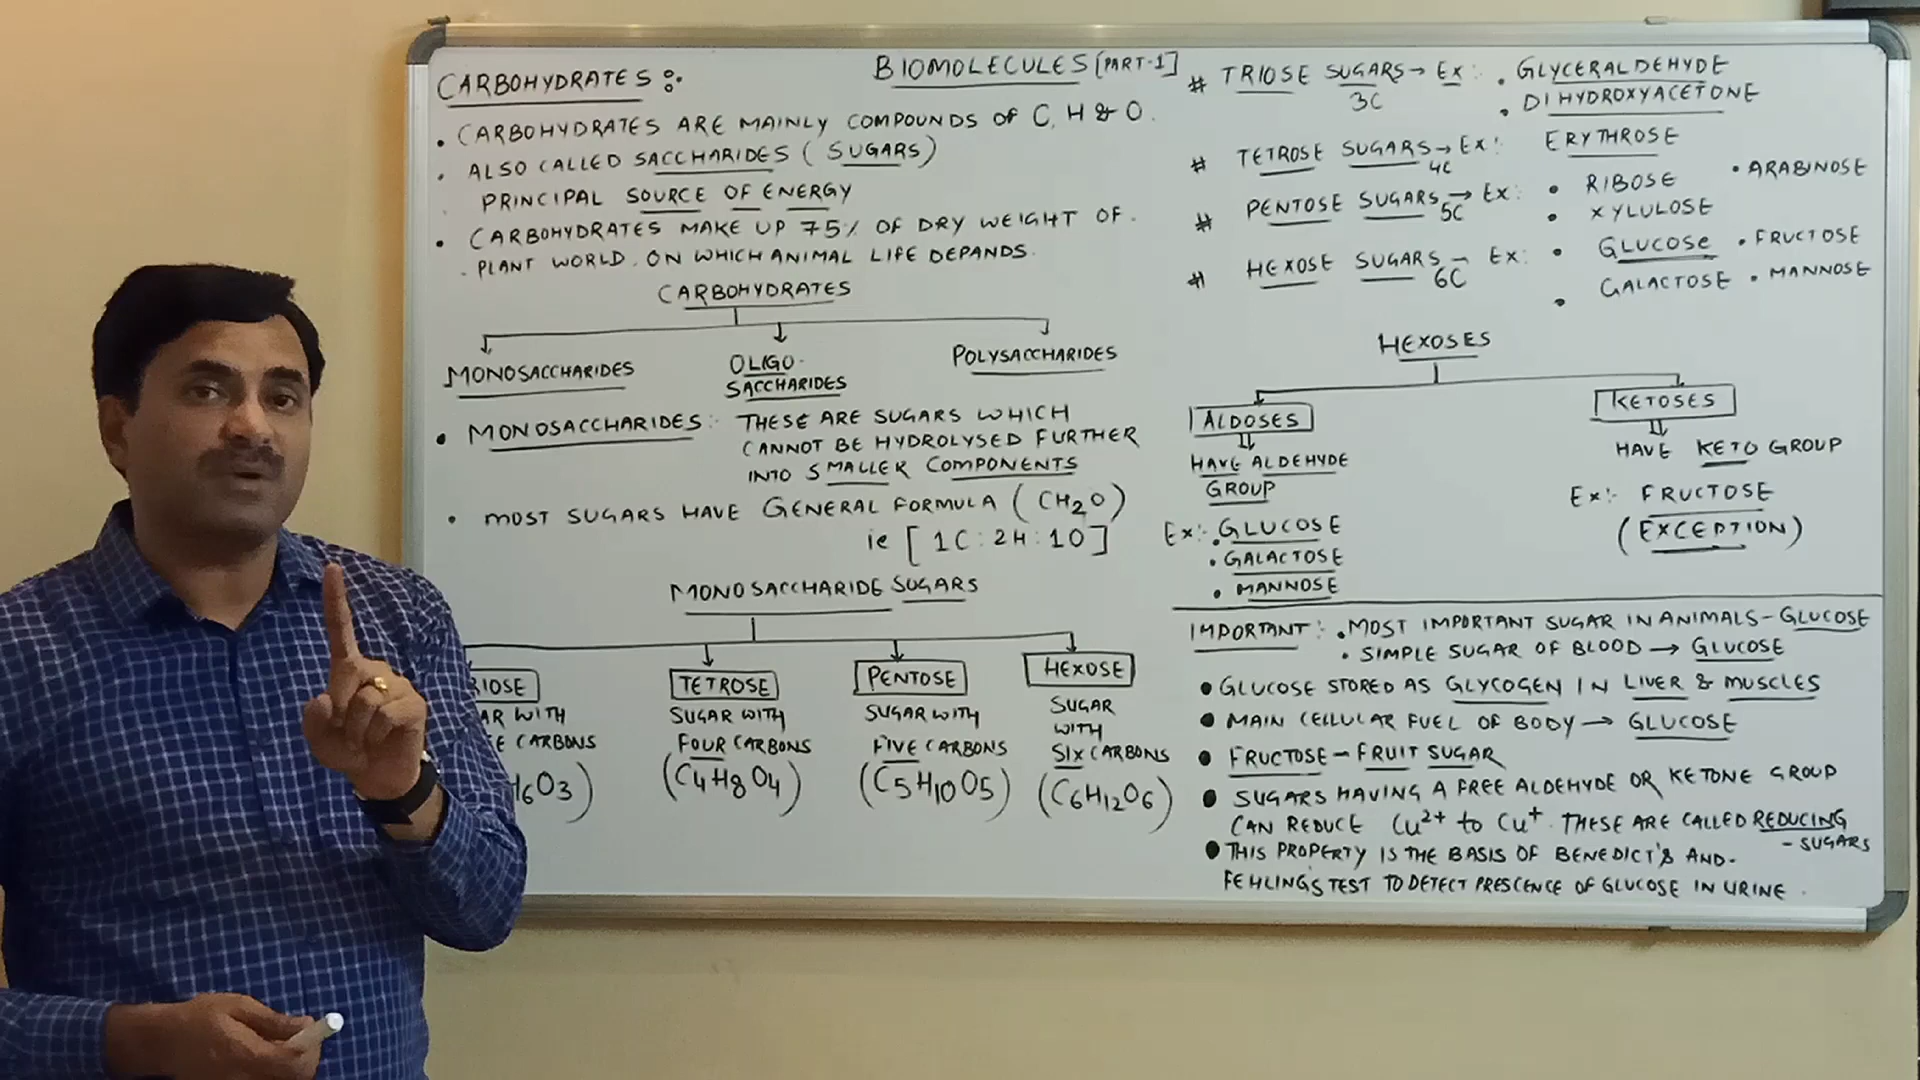 BIOMOLECULES [PART-1]
CARBOHYDRATES :-
• CARBOHYDRATES ARE MAINLY COMPOUNDS OF C, H & O.
• ALSO CALLED SACCHARIDES (SUGARS)
PRINCIPAL SOURCE OF ENERGY
• CARBOHYDRATES MAKE UP 75% OF DRY WEIGHT OF
PLANT WORLD. ON WHICH ANIMAL LIFE DEPANDS.
CARBOHYDRATES
MONOSACCHARIDES
OLIGO-
SACCHARIDES
POLYSACCHARIDES
• MONOSACCHARIDES:- THESE ARE SUGARS WHICH
CANNOT BE HYDROLYSED FURTHER
INTO SMALLER COMPONENTS
• MOST SUGARS HAVE GENERAL FORMULA (CH2O)
ie [1C:2H:1O]
MONOSACCHARIDE SUGARS
RIOSE
AR WITH
E CARBONS
H6O3)
TETROSE
SUGAR WITH
FOUR CARBONS
(C4H8O4)
PENTOSE
SUGAR WITH
FIVE CARBONS
(C5H10O5)
HEXOSE
SUGAR
WITH
SIX CARBONS
(C6H12O6)
# TRIOSE SUGARS → Ex:- • GLYCERALDEHYDE
3C • DIHYDROXYACETONE
# TETROSE SUGARS → Ex:- ERYTHROSE
4C
# PENTOSE SUGARS → Ex:- • RIBOSE • ARABINOSE
5C • XYLULOSE
# HEXOSE SUGARS - Ex:- • GLUCOSE • FRUCTOSE
6C • GALACTOSE • MANNOSE
HEXOSES
ALDOSES
HAVE ALDEHYDE
GROUP
Ex:- • GLUCOSE
• GALACTOSE
• MANNOSE
KETOSES
HAVE KETO GROUP
Ex:- FRUCTOSE
(EXCEPTION)
IMPORTANT:- • MOST IMPORTANT SUGAR IN ANIMALS - GLUCOSE
• SIMPLE SUGAR OF BLOOD → GLUCOSE
• GLUCOSE STORED AS GLYCOGEN IN LIVER & MUSCLES
• MAIN CELLULAR FUEL OF BODY → GLUCOSE
• FRUCTOSE - FRUIT SUGAR
• SUGARS HAVING A FREE ALDEHYDE OR KETONE GROUP
CAN REDUCE Cu2+ to Cu+. THESE ARE CALLED REDUCING
- SUGARS
• THIS PROPERTY IS THE BASIS OF BENEDICT'S AND-
FEHLING'S TEST TO DETECT PRESCENCE OF GLUCOSE IN URINE.